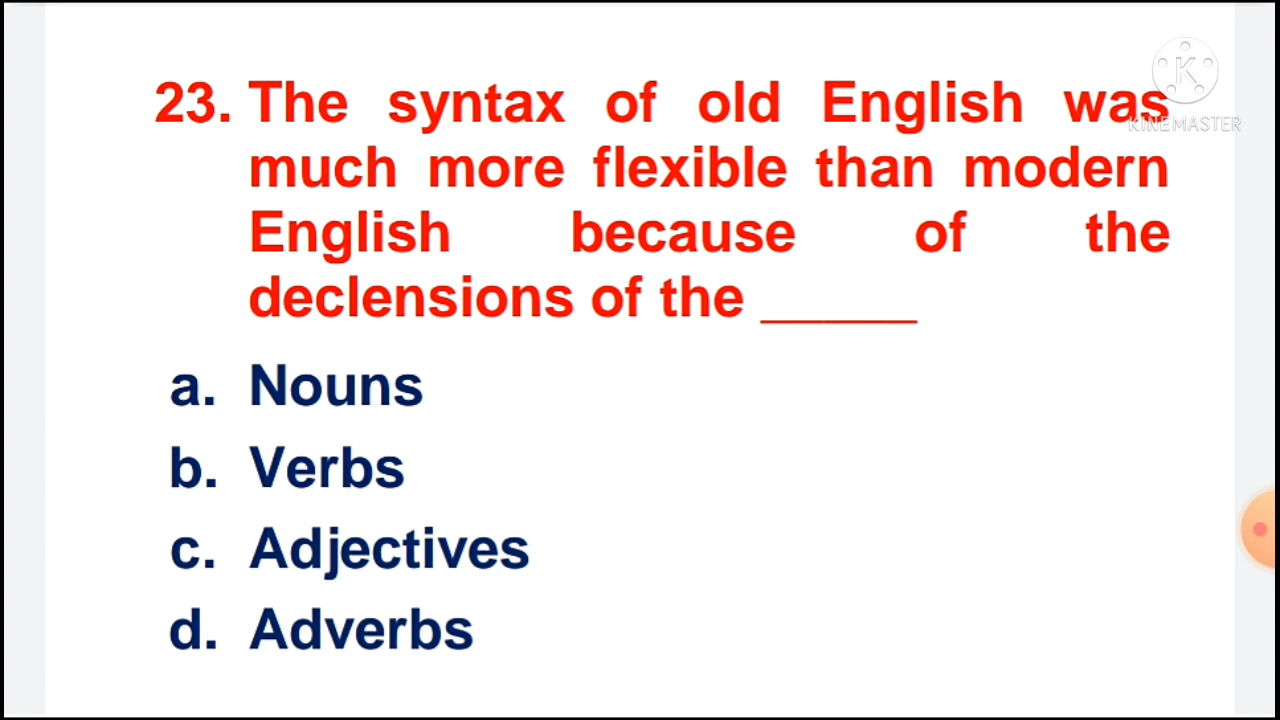 23. The syntax of old English was
KINEMASTER
much more flexible than modern
English because of the
declensions of the _____
a. Nouns
b. Verbs
c. Adjectives
d. Adverbs